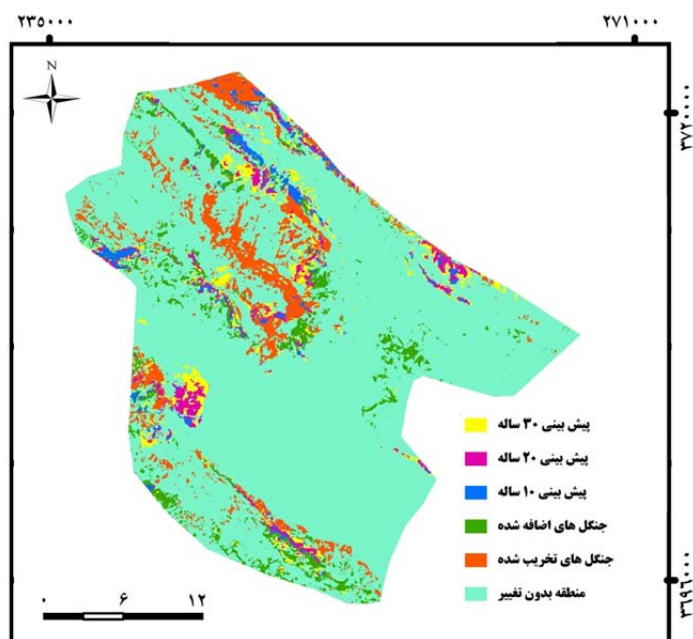 ۲۳۵۰۰۰ ۲۷۱۰۰۰
N
۳۷۲۰۰۰۰
پیش بینی ۳۰ ساله
پیش بینی ۲۰ ساله
پیش بینی ۱۰ ساله
جنگل های اضافه شده
جنگل های تخریب شده
منطقه بدون تغییر
۳۶۹۶۰۰۰
۰ ۶ ۱۲